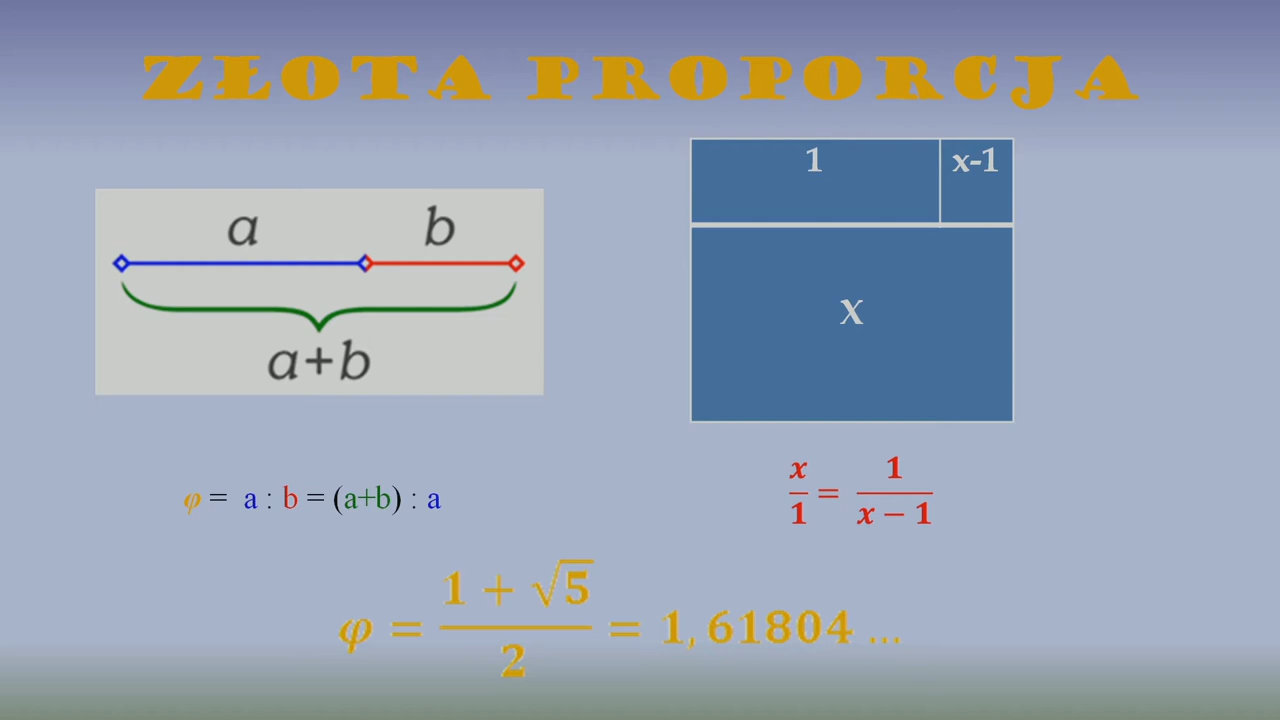 ZŁOTA PROPORCJA
a b
a+b
1 x-1
X
φ = a : b = (a+b) : a
x/1 = 1/(x − 1)
φ = (1 + √5)/2 = 1,61804 ...